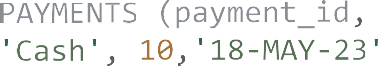 PAYMENTS (payment_id,
'Cash', 10,'18-MAY-23'